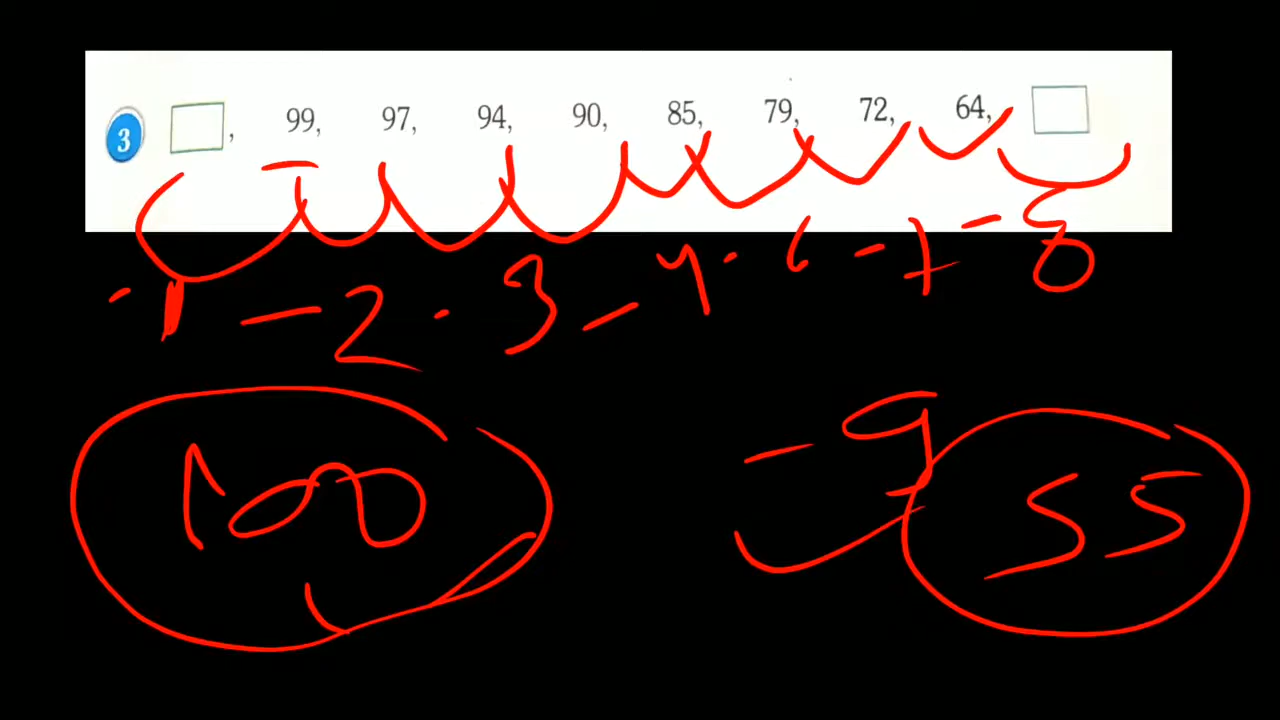 3 , 99, 97, 94, 90, 85, 79, 72, 64,
- 1 - 2 - 3 - 4 - 6 - 7 - 8
100 - 9 55